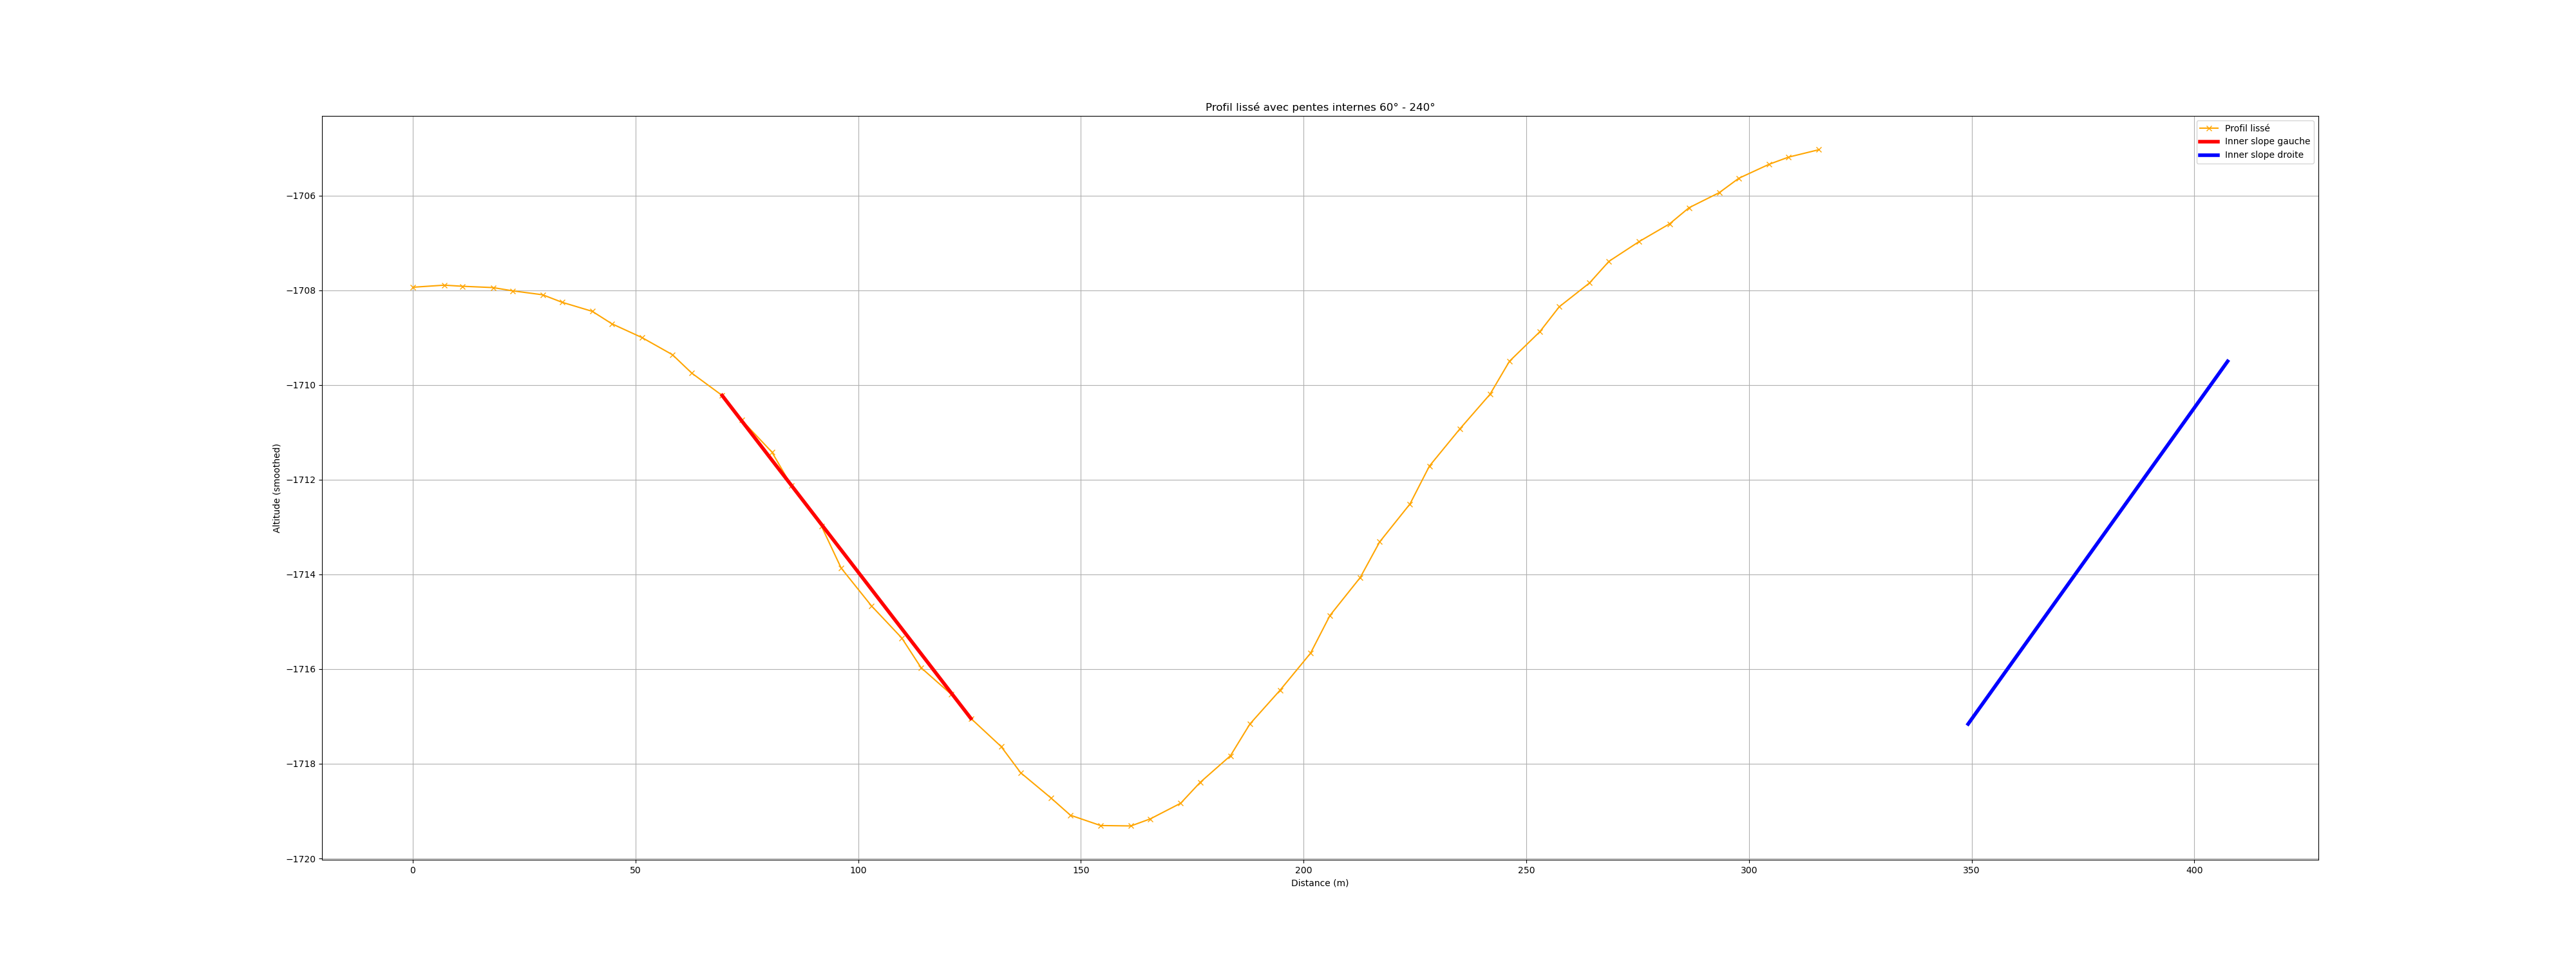 Profil lissé avec pentes internes 60° - 240°
Profil lissé
Inner slope gauche
Inner slope droite
Altitude (smoothed)
−1706
−1708
−1710
−1712
−1714
−1716
−1718
−1720
0 50 100 150 200 250 300 350 400
Distance (m)